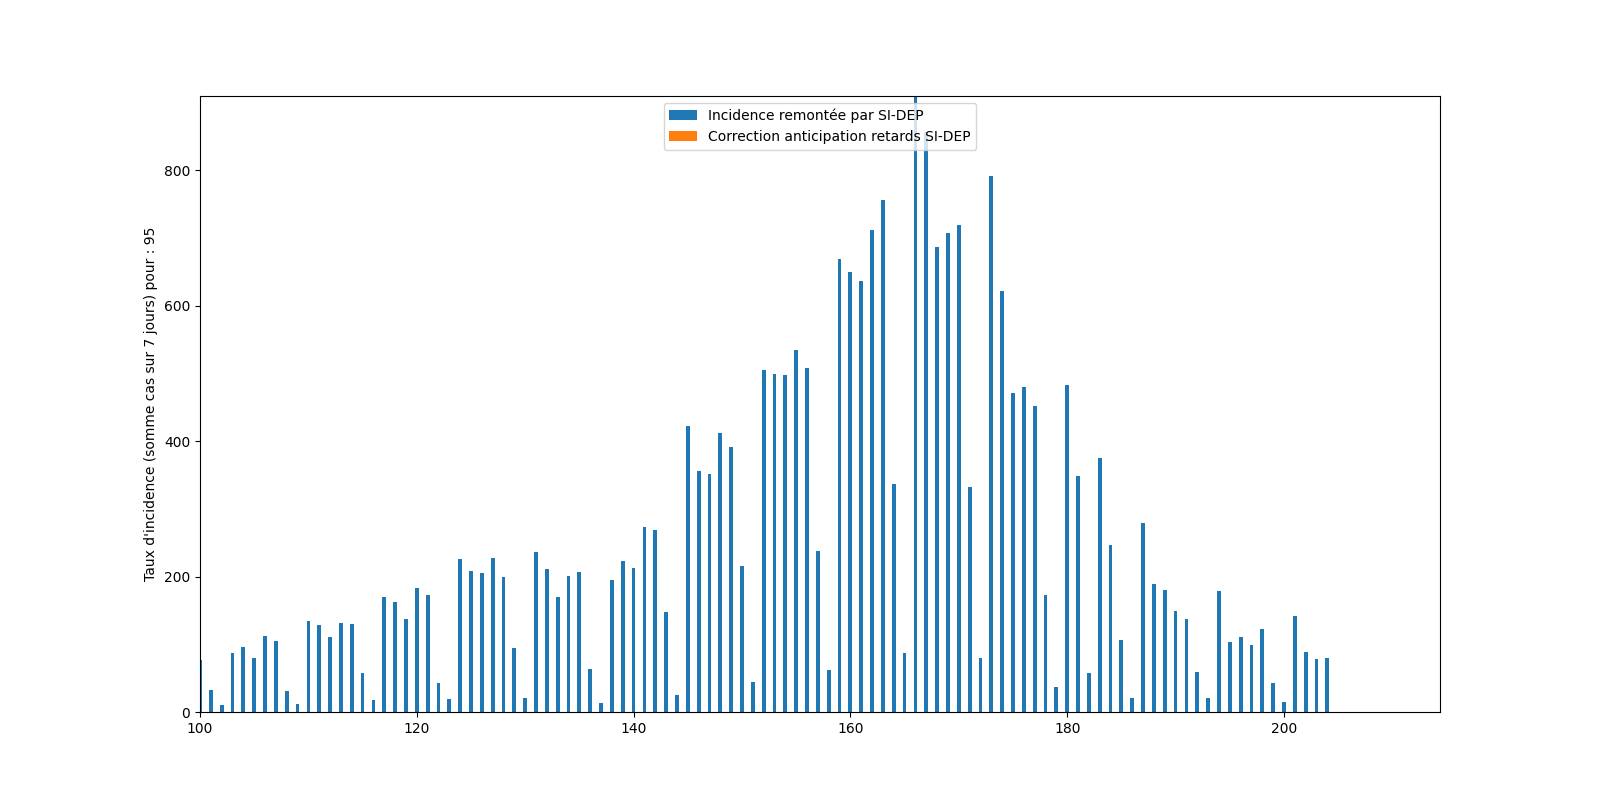 Incidence remontée par SI-DEP
Correction anticipation retards SI-DEP
Taux d'incidence (somme cas sur 7 jours) pour : 95
800
600
400
200
0
100 120 140 160 180 200